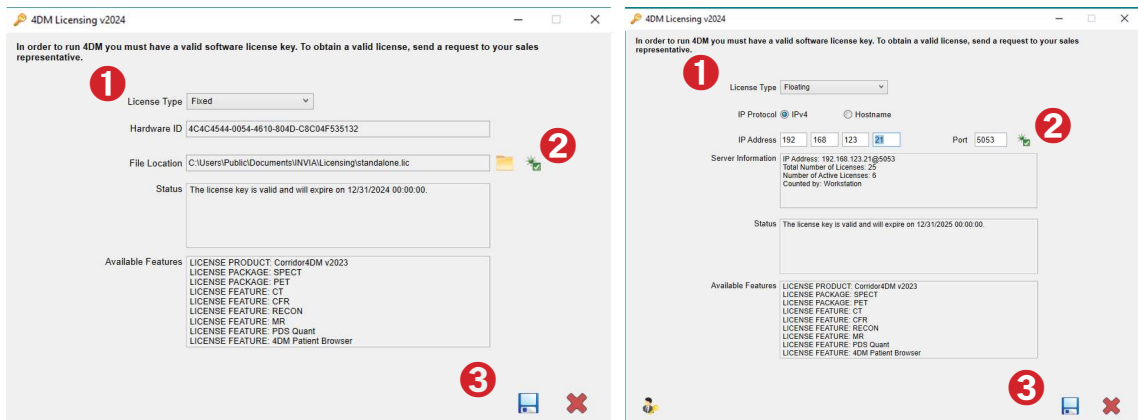 4DM Licensing v2024
In order to run 4DM you must have a valid software license key. To obtain a valid license, send a request to your sales
representative.
1
License Type Fixed
Hardware ID 4C4C4544-0054-4610-804D-C8C04F535132
2
File Location C:\Users\Public\Documents\INVIA\Licensing\standalone.lic
Status The license key is valid and will expire on 12/31/2024 00:00:00.
Available Features LICENSE PRODUCT: Corridor4DM v2023
LICENSE PACKAGE: SPECT
LICENSE PACKAGE: PET
LICENSE FEATURE: CT
LICENSE FEATURE: CFR
LICENSE FEATURE: RECON
LICENSE FEATURE: MR
LICENSE FEATURE: PDS Quant
LICENSE FEATURE: 4DM Patient Browser
3
4DM Licensing v2024
In order to run 4DM you must have a valid software license key. To obtain a valid license, send a request to your sales
representative.
1
License Type Floating
IP Protocol IPv4 Hostname
2
IP Address 192 168 123 21 Port 5053
Server Information IP Address: 192.168.123.21@5053
Total Number of Licenses: 25
Number of Active Licenses: 6
Counted by: Workstation
Status The license key is valid and will expire on 12/31/2025 00:00:00.
Available Features LICENSE PRODUCT: Corridor4DM v2023
LICENSE PACKAGE: SPECT
LICENSE PACKAGE: PET
LICENSE FEATURE: CT
LICENSE FEATURE: CFR
LICENSE FEATURE: RECON
LICENSE FEATURE: MR
LICENSE FEATURE: PDS Quant
LICENSE FEATURE: 4DM Patient Browser
3